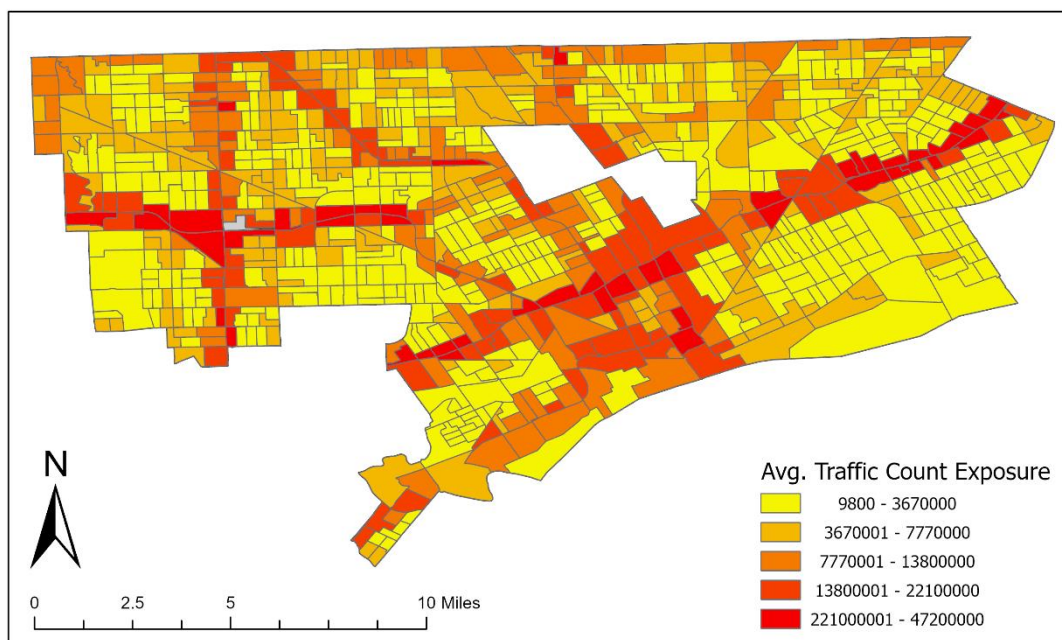 N
0 2.5 5 10 Miles
Avg. Traffic Count Exposure
9800 - 3670000
3670001 - 7770000
7770001 - 13800000
13800001 - 22100000
221000001 - 47200000